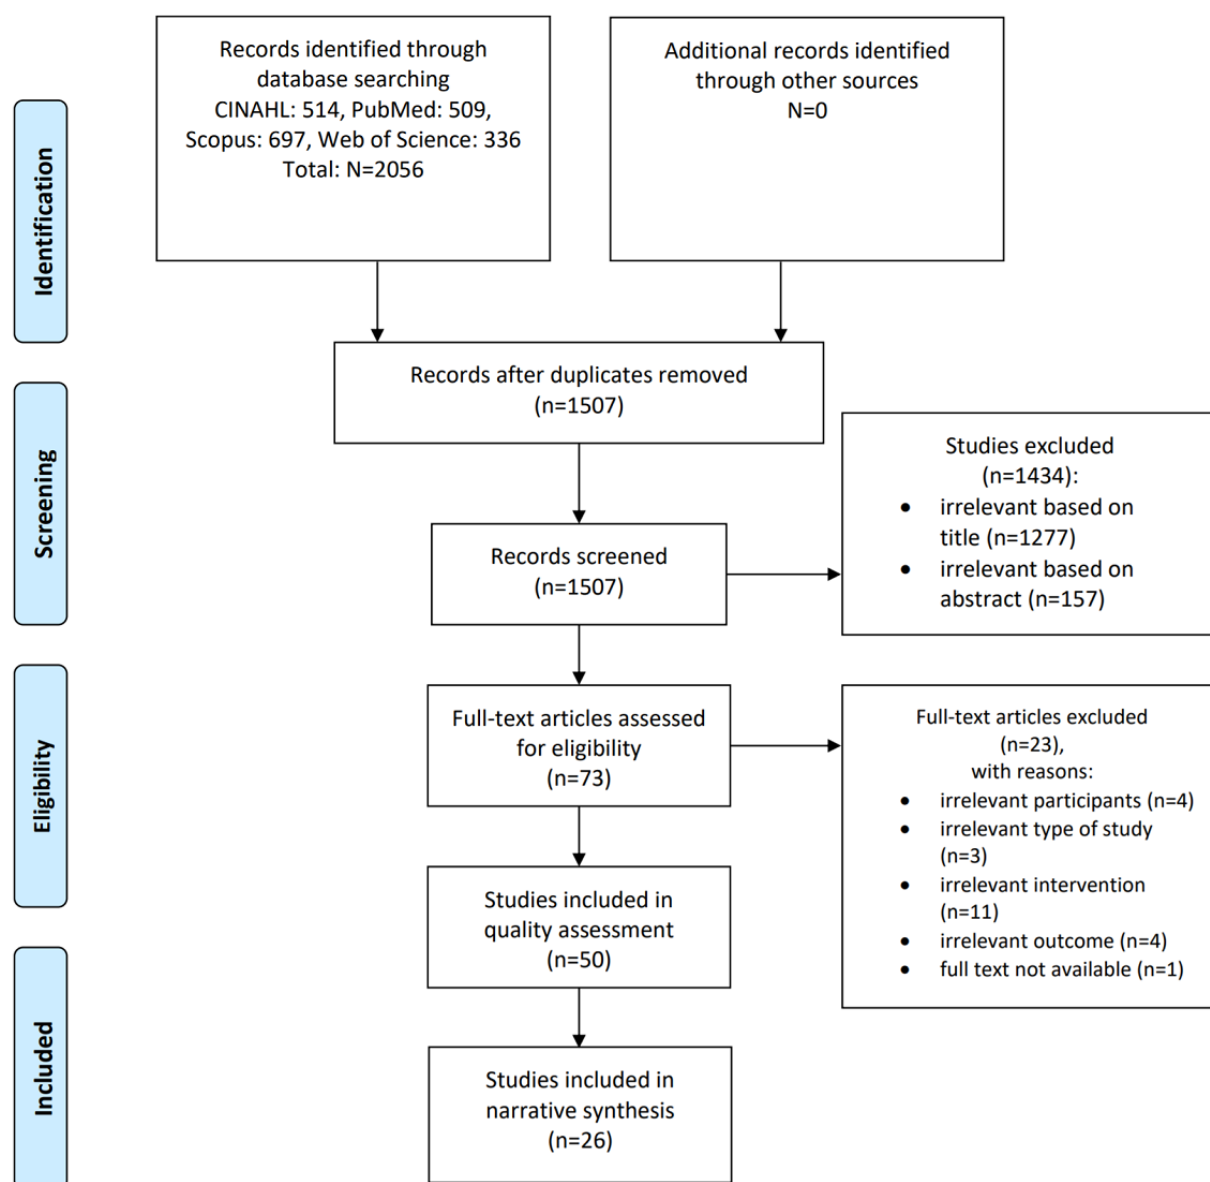 Records identified through
database searching
CINAHL: 514, PubMed: 509,
Scopus: 697, Web of Science: 336
Total: N=2056
Additional records identified
through other sources
N=0
Identification
Records after duplicates removed
(n=1507)
Screening
Records screened
(n=1507)
Studies excluded
(n=1434):
• irrelevant based on
title (n=1277)
• irrelevant based on
abstract (n=157)
Eligibility
Full-text articles assessed
for eligibility
(n=73)
Full-text articles excluded
(n=23),
with reasons:
• irrelevant participants (n=4)
• irrelevant type of study
(n=3)
• irrelevant intervention
(n=11)
• irrelevant outcome (n=4)
• full text not available (n=1)
Studies included in
quality assessment
(n=50)
Included
Studies included in
narrative synthesis
(n=26)